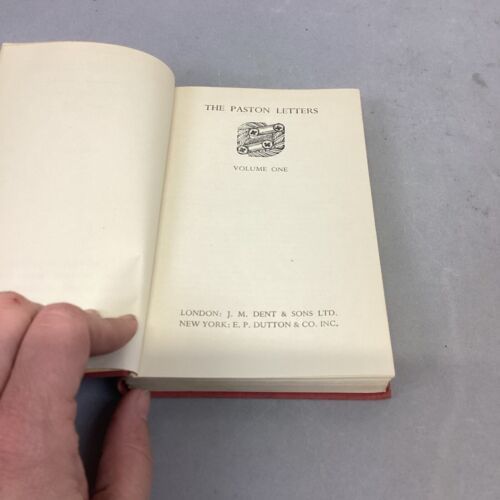 THE PASTON LETTERS
VOLUME ONE
LONDON: J. M. DENT & SONS LTD.
NEW YORK: E. P. DUTTON & CO. INC.